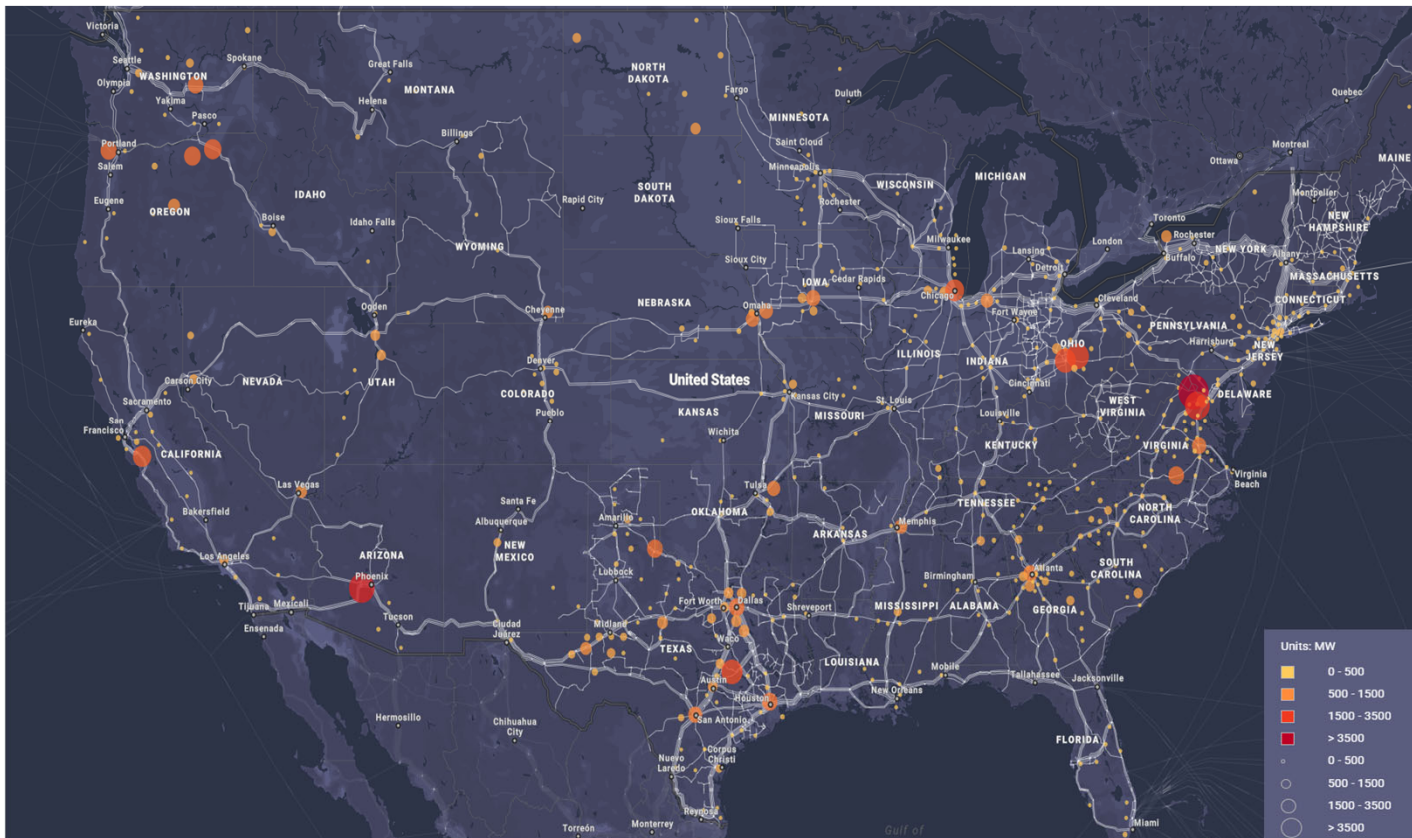 Victoria
Seattle
Olympia
WASHINGTON
Spokane
Yakima
Pasco
Portland
Salem
Eugene
OREGON
IDAHO
Boise
Idaho Falls
Great Falls
Helena
MONTANA
Billings
WYOMING
NORTH
DAKOTA
Fargo
Duluth
MINNESOTA
Saint Cloud
Minneapolis
SOUTH
DAKOTA
Rapid City
Sioux Falls
Sioux City
Rochester
WISCONSIN
Milwaukee
MICHIGAN
Lansing
Detroit
London
Toronto
Rochester
Buffalo
NEW YORK
Ottawa
Montreal
Quebec
MAINE
Montpelier
NEW
HAMPSHIRE
Albany
MASSACHUSETTS
CONNECTICUT
Eureka
Ogden
Cheyenne
NEBRASKA
Omaha
IOWA
Cedar Rapids
Chicago
Fort Wayne
Cleveland
PENNSYLVANIA
Harrisburg
NEW
JERSEY
Carson City
NEVADA
UTAH
Denver
COLORADO
Pueblo
United States
KANSAS
Kansas City
MISSOURI
St. Louis
ILLINOIS
INDIANA
OHIO
Cincinnati
Louisville
KENTUCKY
WEST
VIRGINIA
DELAWARE
VIRGINIA
Virginia
Beach
Sacramento
San
Francisco
CALIFORNIA
Las Vegas
Bakersfield
Los Angeles
Wichita
Tulsa
OKLAHOMA
Santa Fe
Albuquerque
NEW
MEXICO
Amarillo
Lubbock
ARKANSAS
Memphis
TENNESSEE
NORTH
CAROLINA
SOUTH
CAROLINA
ARIZONA
Phoenix
Tucson
Tijuana
Mexicali
Ensenada
Ciudad
Juárez
Midland
Fort Worth
Dallas
Waco
TEXAS
Shreveport
MISSISSIPPI
Birmingham
ALABAMA
Atlanta
GEORGIA
LOUISIANA
Austin
Houston
San Antonio
New Orleans
Mobile
Tallahassee
Jacksonville
Hermosillo
Chihuahua
City
Nuevo
Laredo
Corpus
Christi
Reynosa
Monterrey
Torreón
Gulf of
FLORIDA
Miami
Units: MW
0 - 500
500 - 1500
1500 - 3500
> 3500
0 - 500
500 - 1500
1500 - 3500
> 3500